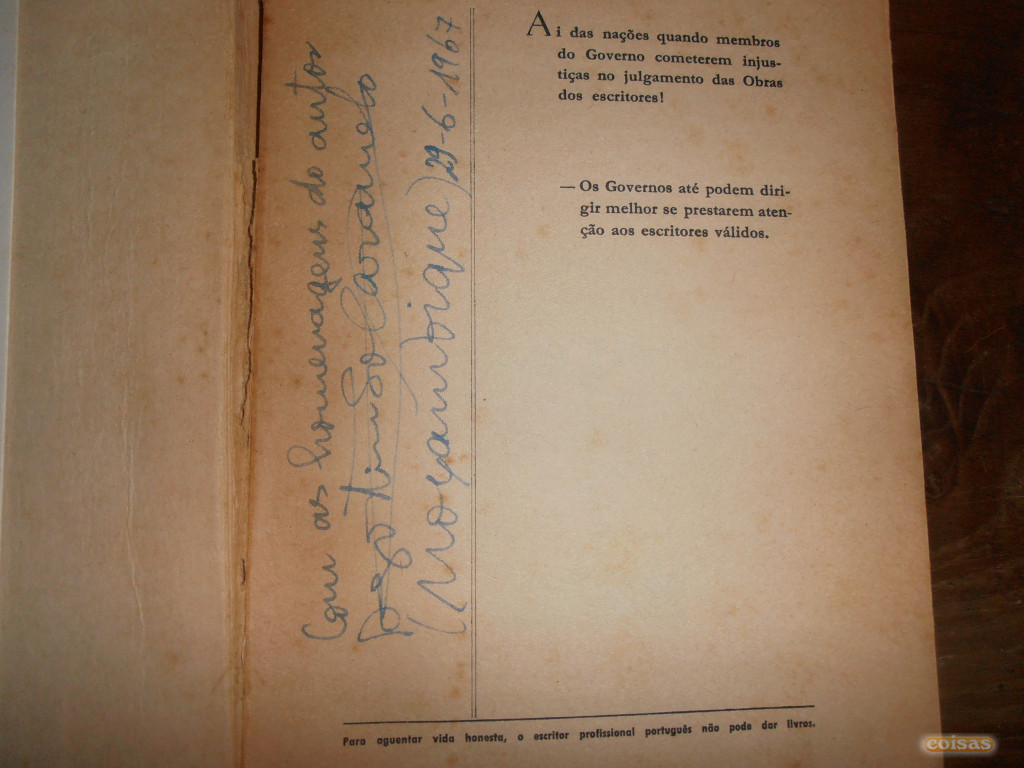 Ai das nações quando membros
do Governo cometerem injus-
tiças no julgamento das Obras
dos escritores!
— Os Governos até podem diri-
gir melhor se prestarem aten-
ção aos escritores válidos.
Com as homenagens do autor
Caramelo
(Moçambique) 29-6-1967
Para aguentar vida honesta, o escritor profissional português não pode dar livros.
coisas